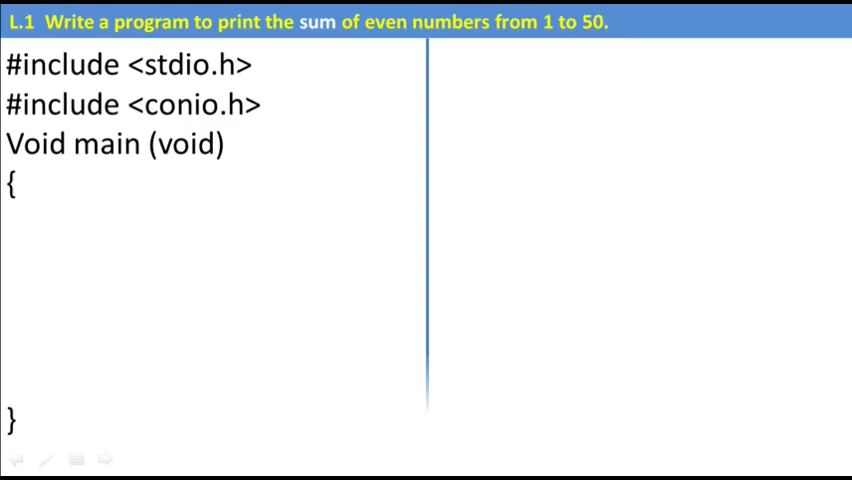 L.1 Write a program to print the sum of even numbers from 1 to 50.
#include <stdio.h>
#include <conio.h>
Void main (void)
{
}